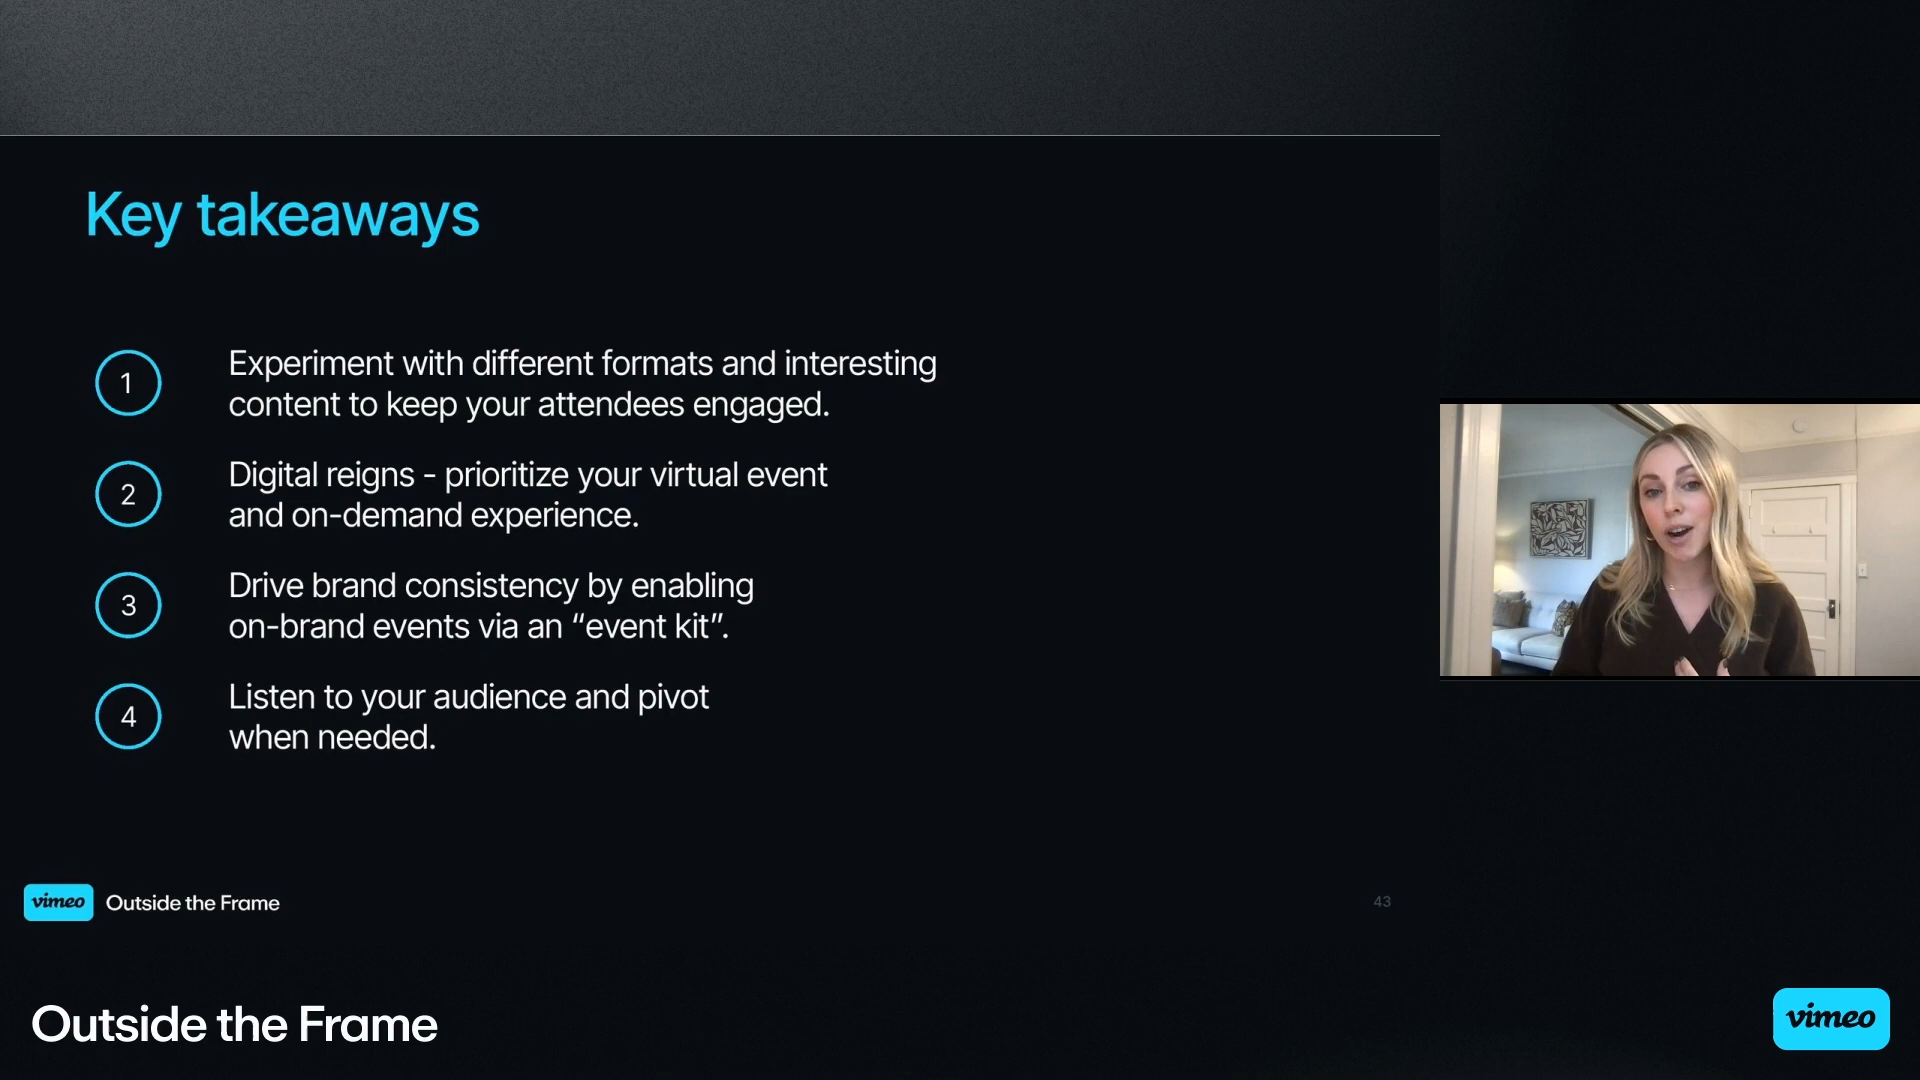 Key takeaways
1
Experiment with different formats and interesting
content to keep your attendees engaged.
2
Digital reigns - prioritize your virtual event
and on-demand experience.
3
Drive brand consistency by enabling
on-brand events via an “event kit”.
4
Listen to your audience and pivot
when needed.
vimeo Outside the Frame
43
Outside the Frame
vimeo